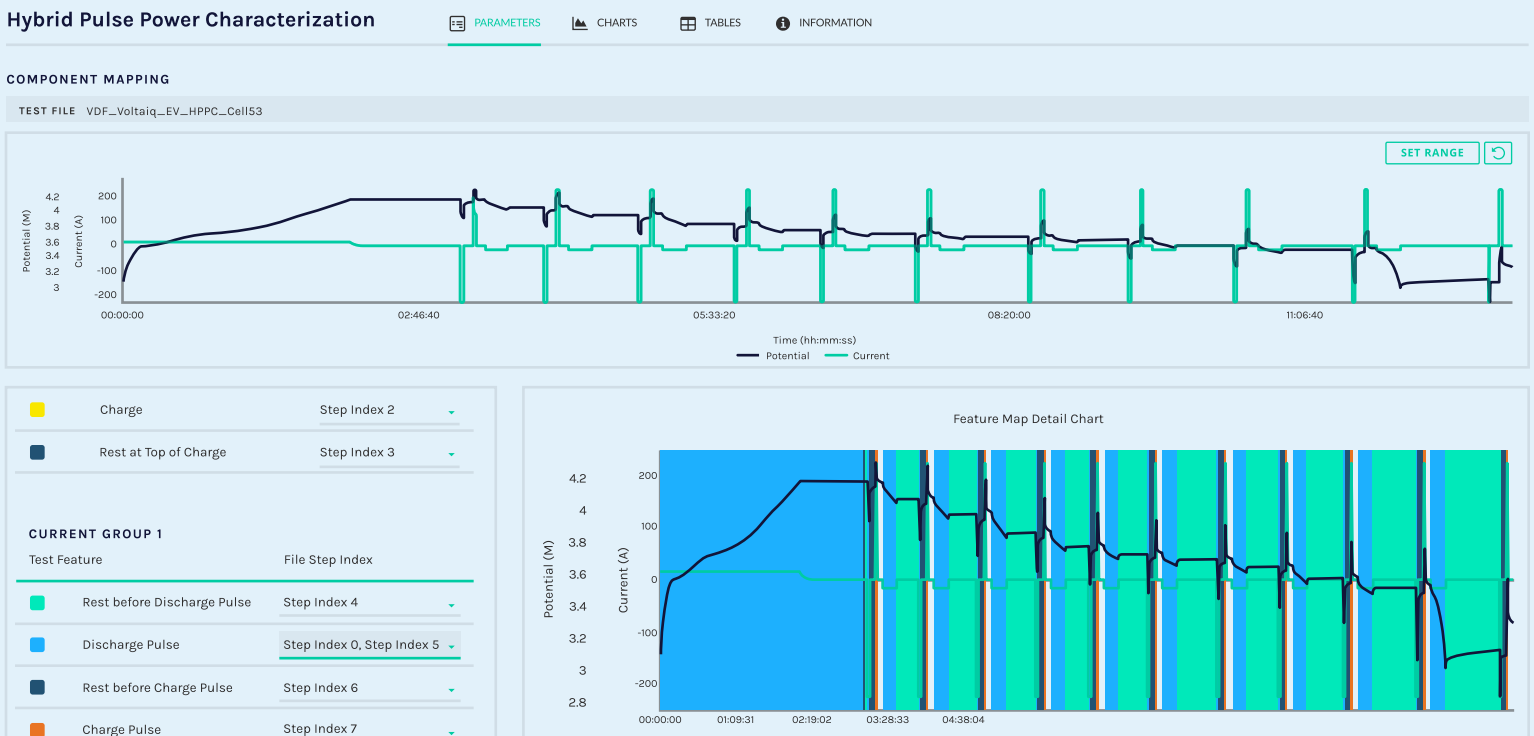 Hybrid Pulse Power Characterization
PARAMETERS
CHARTS
TABLES
INFORMATION
COMPONENT MAPPING
TEST FILE VDF_Voltaiq_EV_HPPC_Cell53
SET RANGE
Potential (M)
4.2
4
3.8
3.6
3.4
3.2
3
Current (A)
200
100
0
-100
-200
00:00:00
02:46:40
05:33:20
08:20:00
11:06:40
Time (hh:mm:ss)
Potential
Current
Charge
Step Index 2
Rest at Top of Charge
Step Index 3
CURRENT GROUP 1
Test Feature
File Step Index
Rest before Discharge Pulse
Step Index 4
Discharge Pulse
Step Index 0, Step Index 5
Rest before Charge Pulse
Step Index 6
Charge Pulse
Step Index 7
Feature Map Detail Chart
Potential (M)
4.2
4
3.8
3.6
3.4
3.2
3
2.8
Current (A)
200
100
0
-100
-200
00:00:00
01:09:31
02:19:02
03:28:33
04:38:04